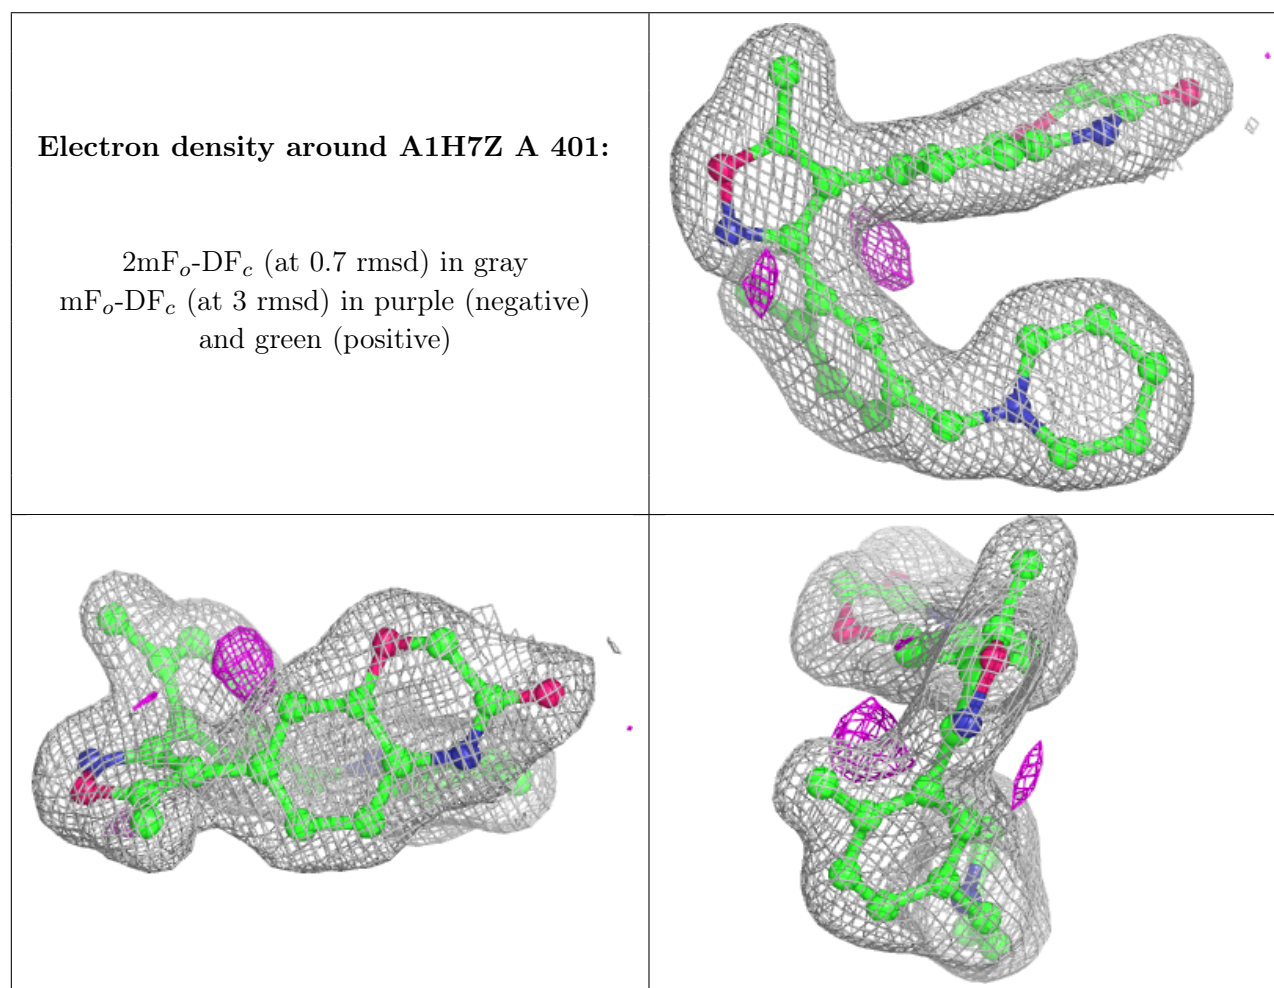 Electron density around A1H7Z A 401:
2mFₒ-DF𝒸 (at 0.7 rmsd) in gray
mFₒ-DF𝒸 (at 3 rmsd) in purple (negative)
and green (positive)